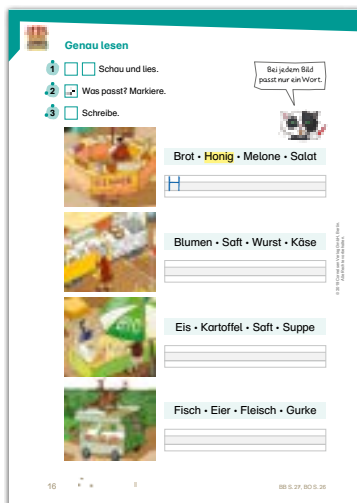 Genau lesen
1 Schau und lies.
2 Was passt? Markiere.
3 Schreibe.
Bei jedem Bild
passt nur ein Wort.
Brot • Honig • Melone • Salat
H
Blumen • Saft • Wurst • Käse
Eis • Kartoffel • Saft • Suppe
Fisch • Eier • Fleisch • Gurke
16
BB S. 27, BO S. 26